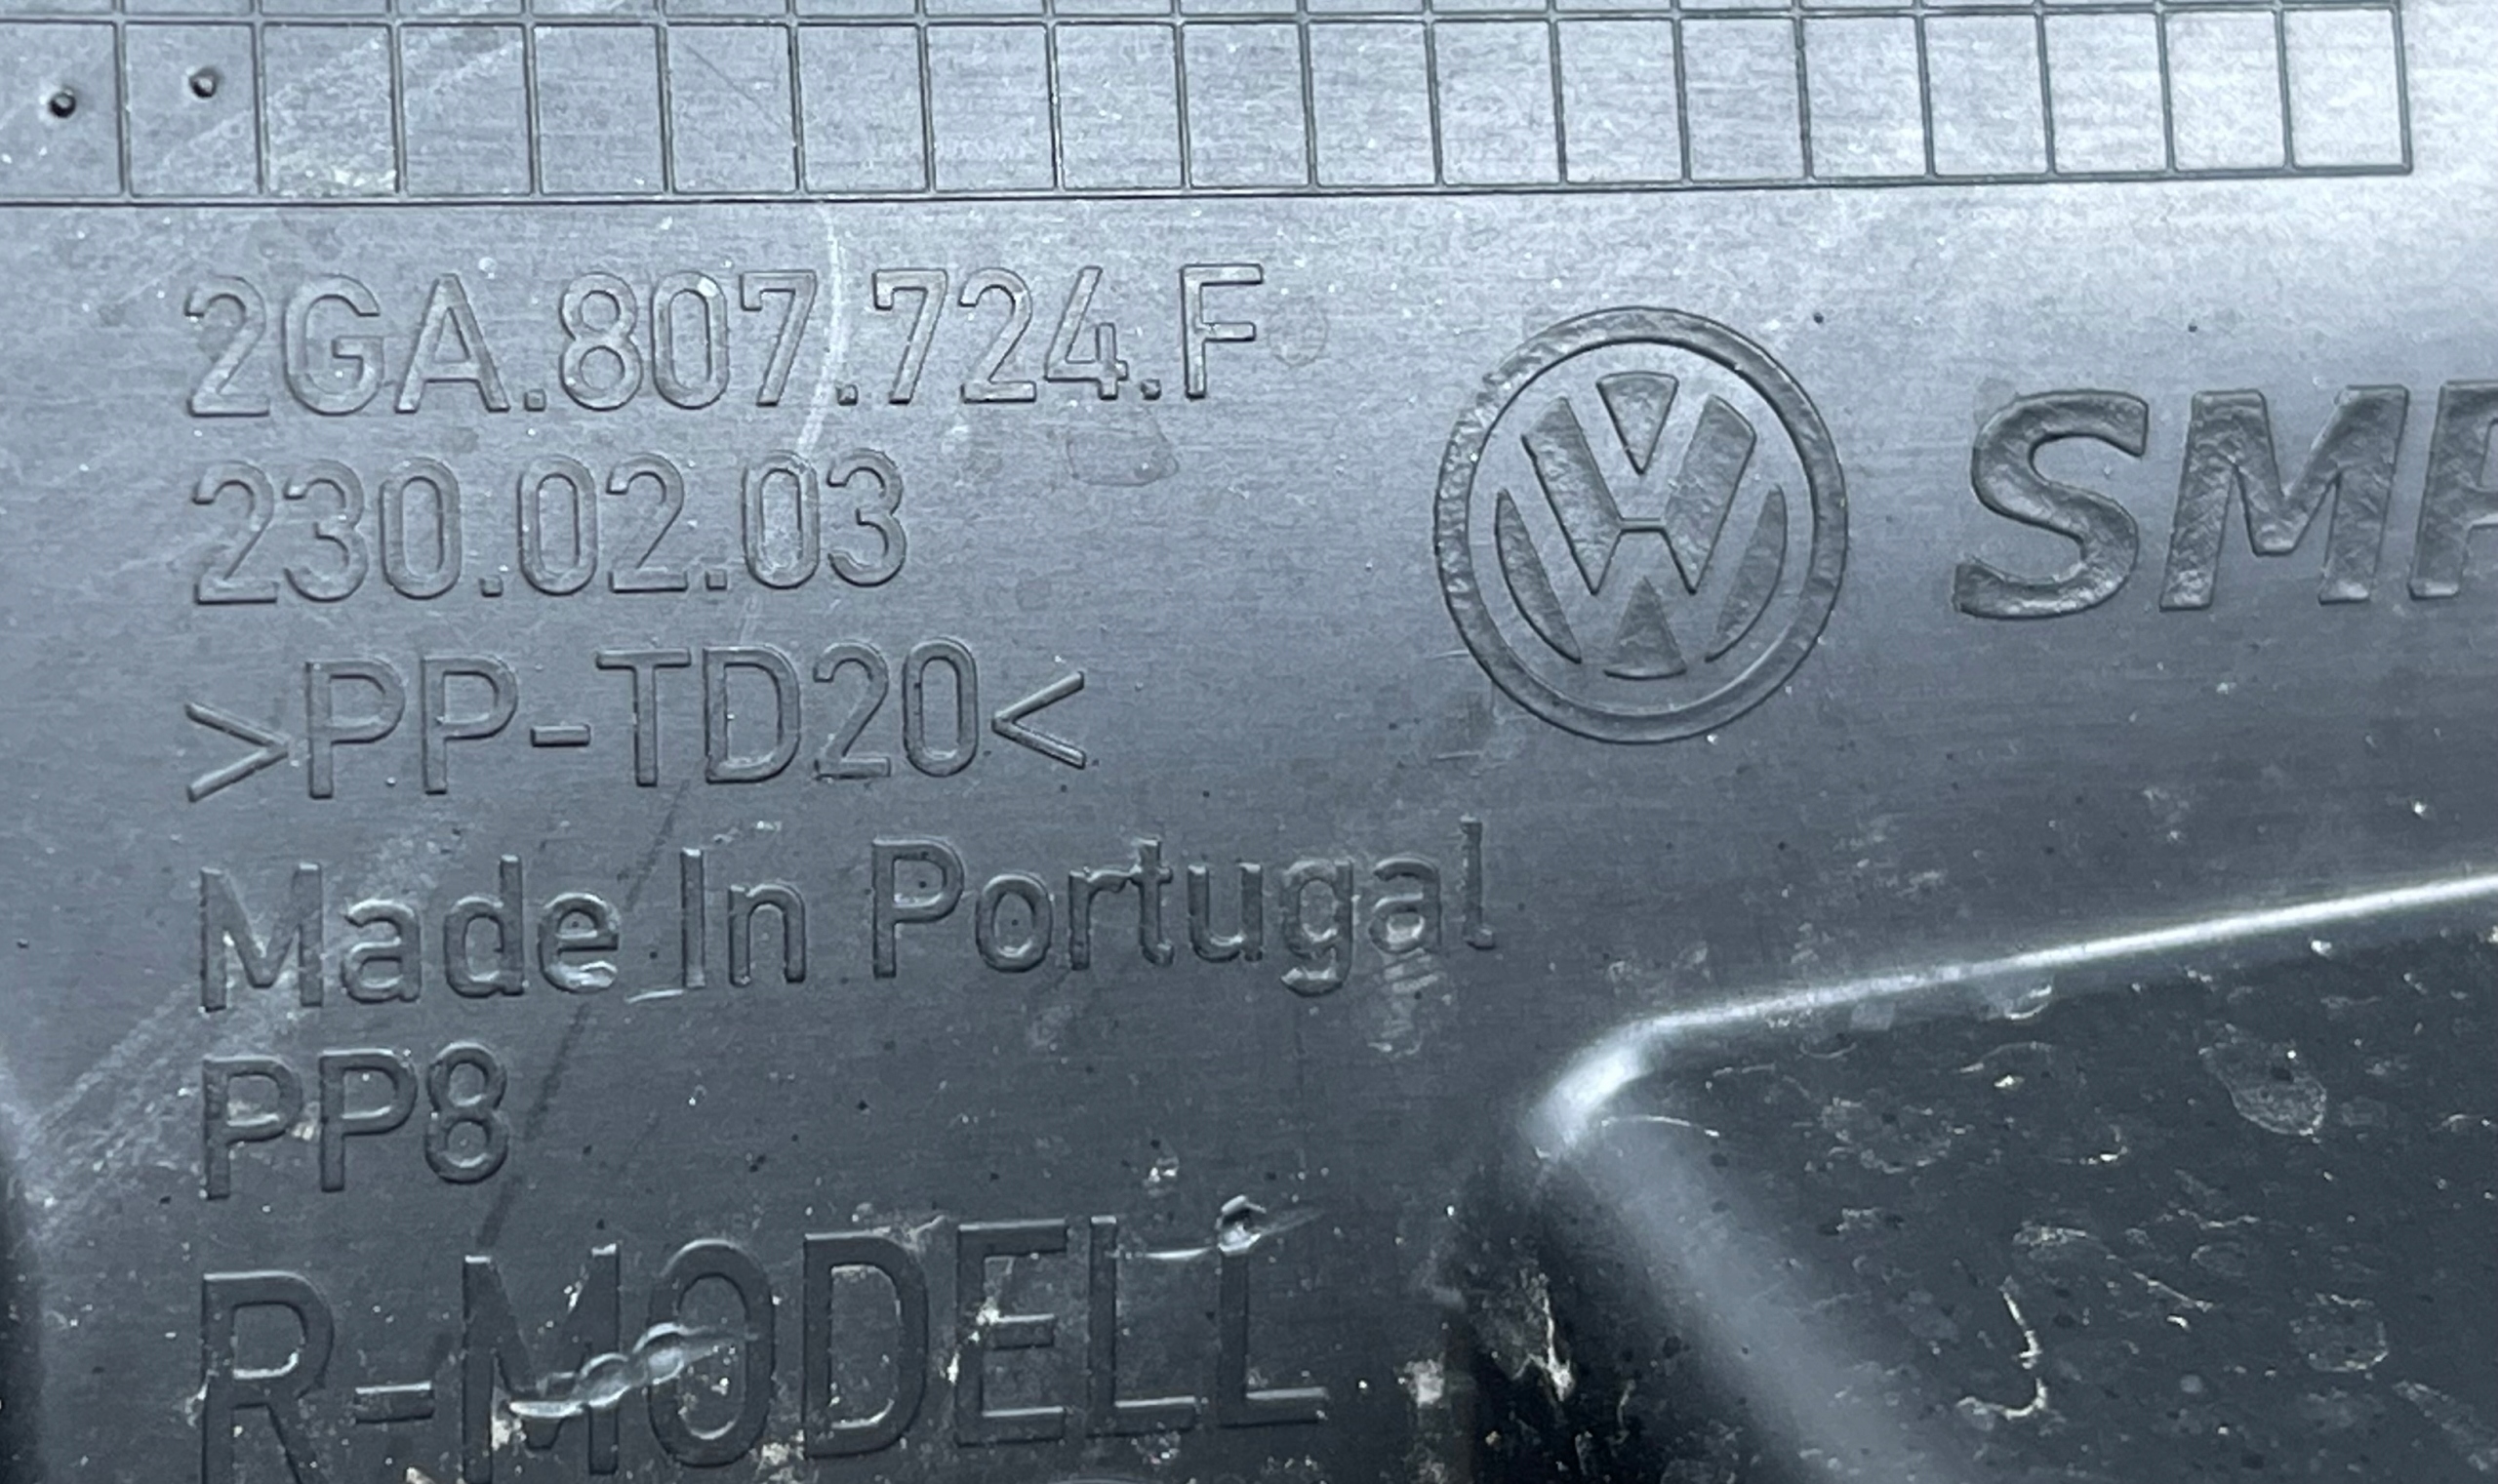 2GA.807.724.F
230.02.03
>PP-TD20<
Made In Portugal
PP8
R-MODELL